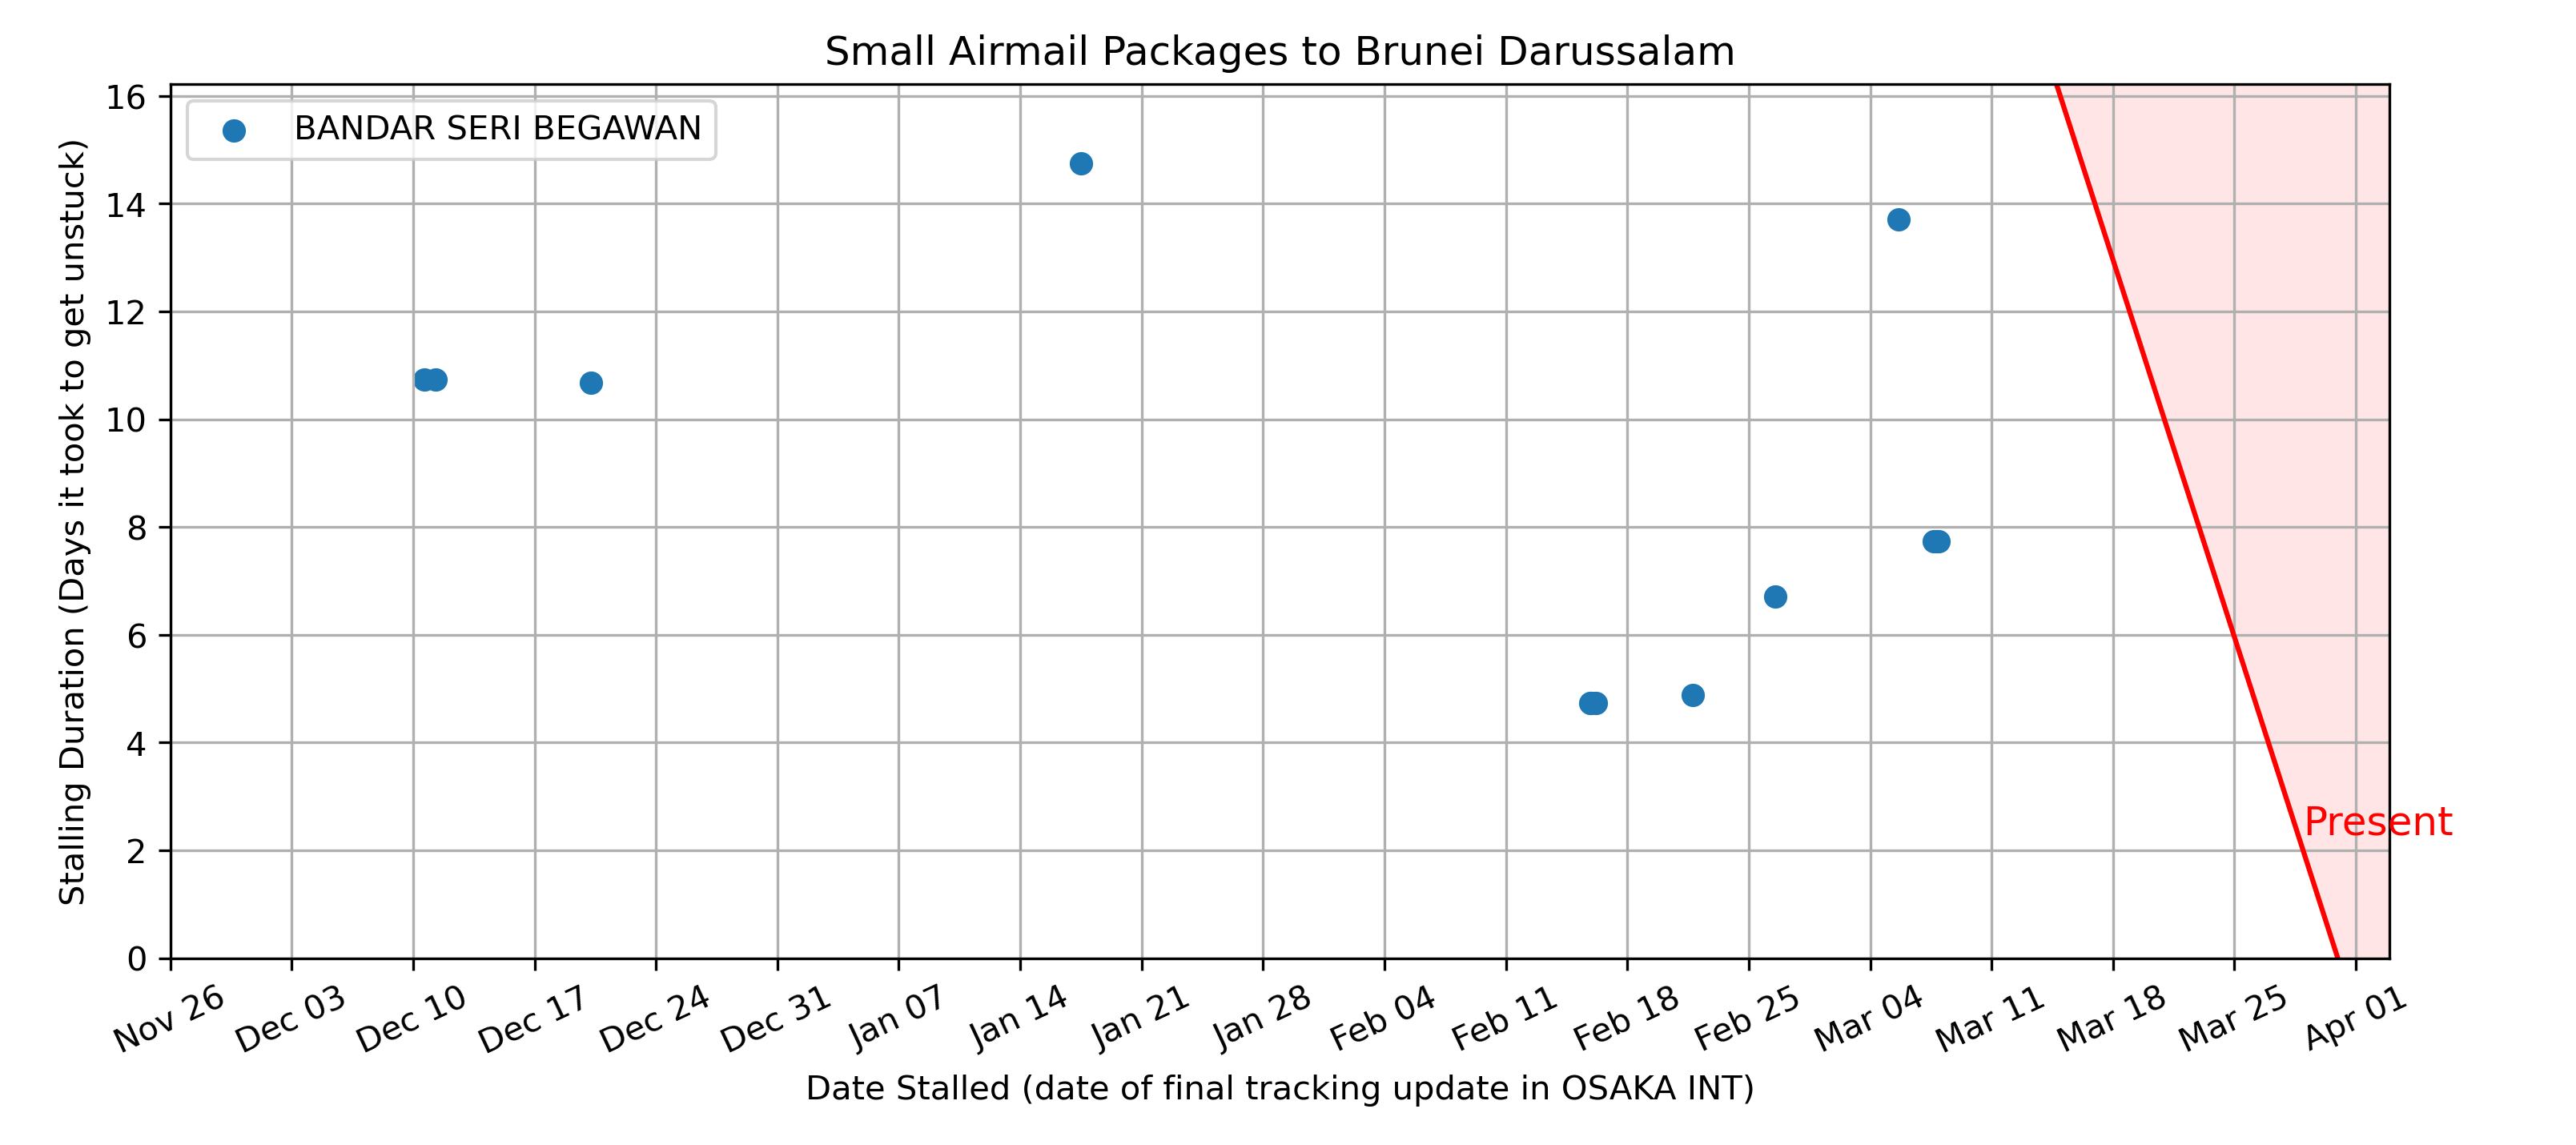 Small Airmail Packages to Brunei Darussalam
BANDAR SERI BEGAWAN
Stalling Duration (Days it took to get unstuck)
16
14
12
10
8
6
4
2
0
Present
Nov 26 Dec 03 Dec 10 Dec 17 Dec 24 Dec 31 Jan 07 Jan 14 Jan 21 Jan 28 Feb 04 Feb 11 Feb 18 Feb 25 Mar 04 Mar 11 Mar 18 Mar 25 Apr 01
Date Stalled (date of final tracking update in OSAKA INT)